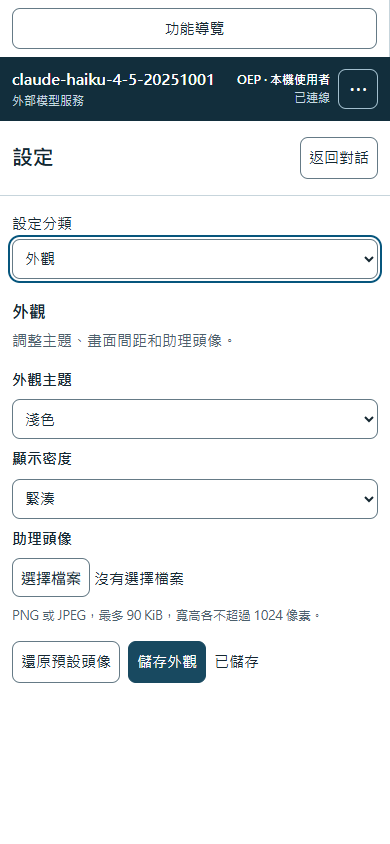 功能導覽
claude-haiku-4-5-20251001
外部模型服務
OEP · 本機使用者
已連線
⋯
設定
返回對話
設定分類
外觀
外觀
調整主題、畫面間距和助理頭像。
外觀主題
淺色
顯示密度
緊湊
助理頭像
選擇檔案 沒有選擇檔案
PNG 或 JPEG，最多 90 KiB，寬高各不超過 1024 像素。
還原預設頭像 儲存外觀 已儲存